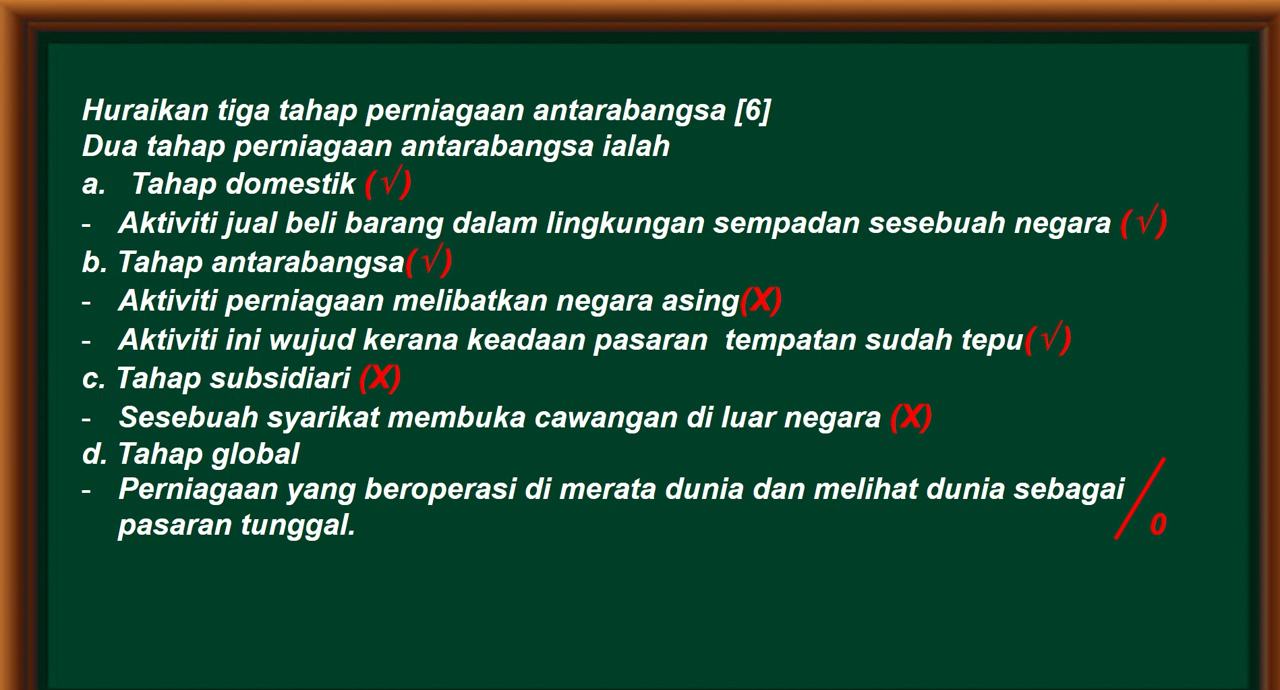 Huraikan tiga tahap perniagaan antarabangsa [6]
Dua tahap perniagaan antarabangsa ialah
a. Tahap domestik (√)
- Aktiviti jual beli barang dalam lingkungan sempadan sesebuah negara (√)
b. Tahap antarabangsa(√)
- Aktiviti perniagaan melibatkan negara asing(X)
- Aktiviti ini wujud kerana keadaan pasaran tempatan sudah tepu(√)
c. Tahap subsidiari (X)
- Sesebuah syarikat membuka cawangan di luar negara (X)
d. Tahap global
- Perniagaan yang beroperasi di merata dunia dan melihat dunia sebagai
pasaran tunggal. /0